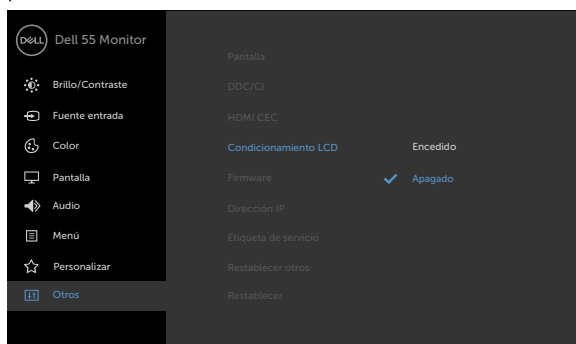 DELL
Dell 55 Monitor
Brillo/Contraste
Fuente entrada
Color
Pantalla
Audio
Menú
Personalizar
Otros
Pantalla
DDC/CI
HDMI CEC
Condicionamiento LCD
Encedido
Firmware
Apagado
Dirección IP
Etiqueta de servicio
Restablecer otros
Restablecer